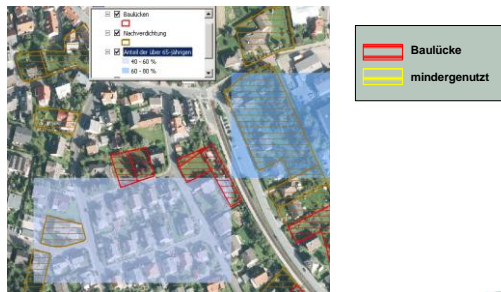 Baulücken
Nachverdichtung
Anteil der über 65-jährigen
40 - 60 %
60 - 80 %
Baulücke
mindergenutzt